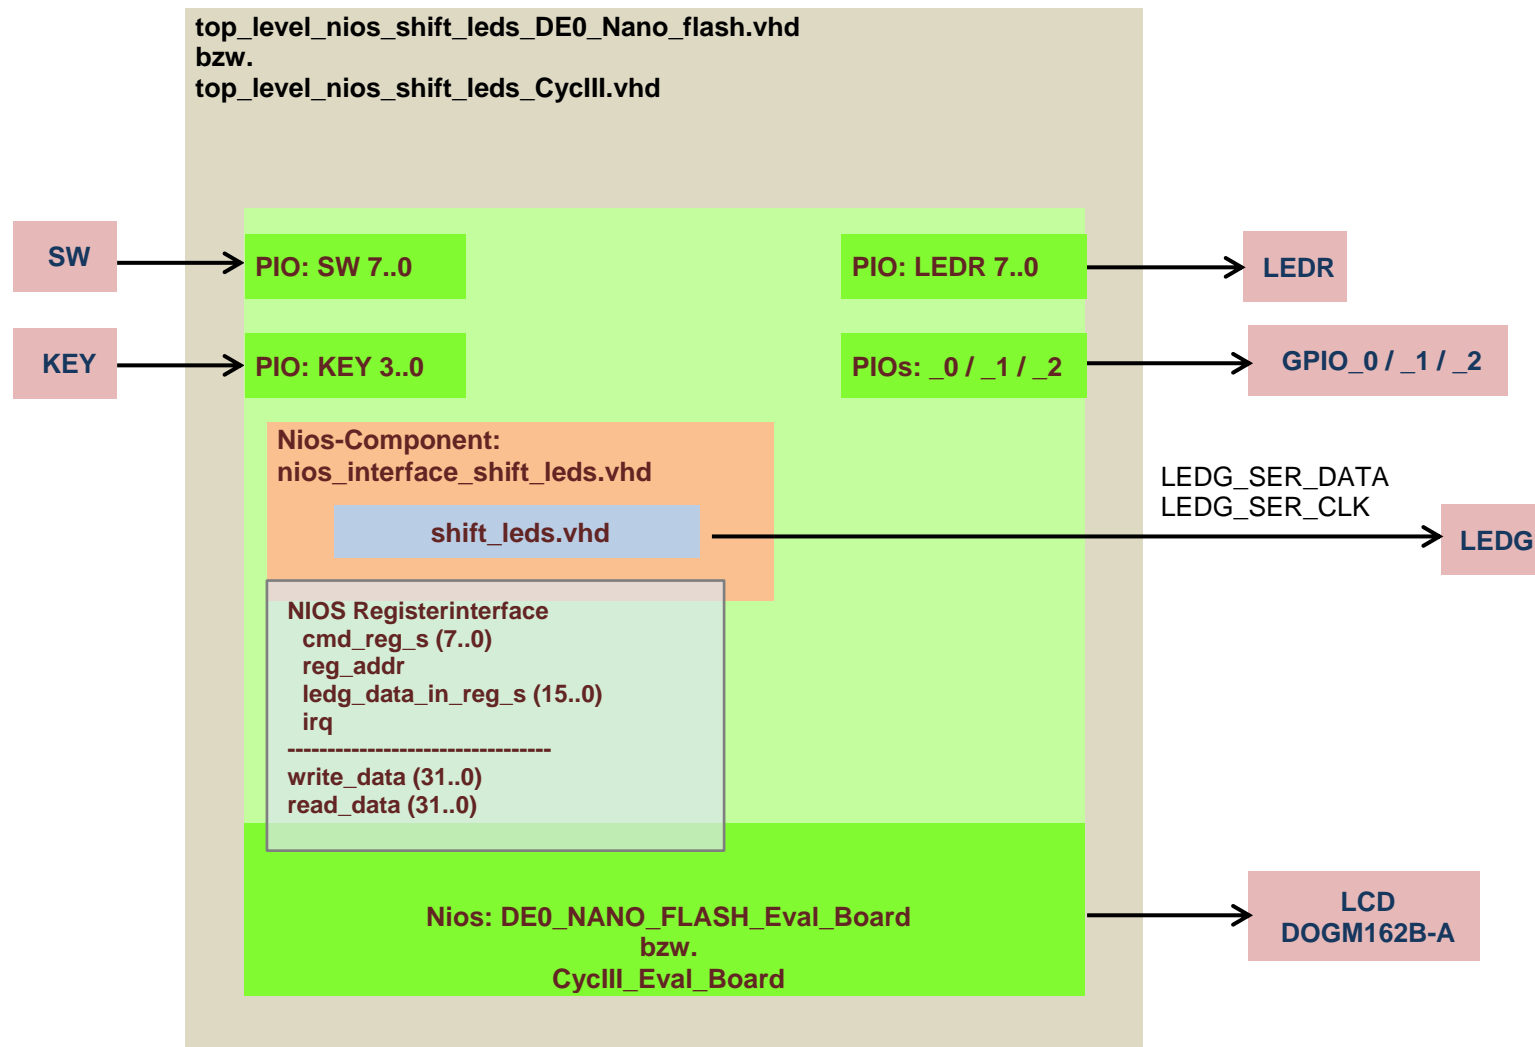 top_level_nios_shift_leds_DE0_Nano_flash.vhd
bzw.
top_level_nios_shift_leds_CycIII.vhd
SW
PIO: SW 7..0
PIO: LEDR 7..0
LEDR
KEY
PIO: KEY 3..0
PIOs: _0 / _1 / _2
GPIO_0 / _1 / _2
Nios-Component:
nios_interface_shift_leds.vhd
shift_leds.vhd
LEDG_SER_DATA
LEDG_SER_CLK
LEDG
NIOS Registerinterface
cmd_reg_s (7..0)
reg_addr
ledg_data_in_reg_s (15..0)
irq
---------------------------------
write_data (31..0)
read_data (31..0)
Nios: DE0_NANO_FLASH_Eval_Board
bzw.
CycIII_Eval_Board
LCD
DOGM162B-A